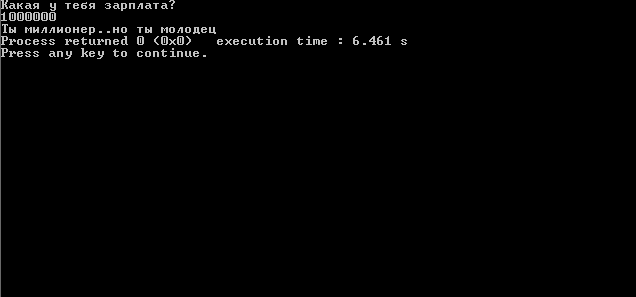 Какая у тебя зарплата?
1000000
Ты миллионер..но ты молодец
Process returned 0 (0x0)   execution time : 6.461 s
Press any key to continue.